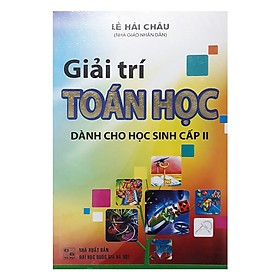 LÊ HẢI CHÂU
(NHÀ GIÁO NHÂN DÂN)
Giải trí
TOÁN HỌC
DÀNH CHO HỌC SINH CẤP II
NHÀ XUẤT BẢN
ĐẠI HỌC QUỐC GIA HÀ NỘI